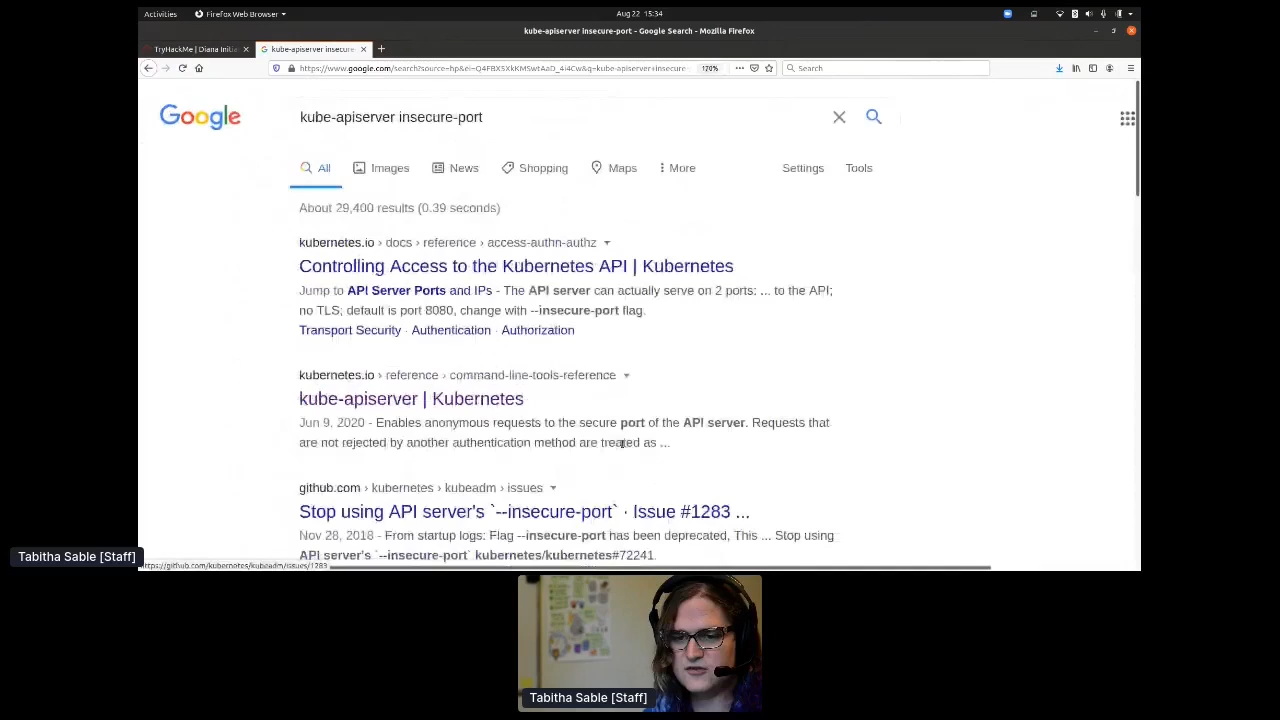 Activities
Firefox Web Browser
Aug 22 15:34
kube-apiserver insecure-port - Google Search - Mozilla Firefox
TryHackMe | Diana Initia
kube-apiserver insecure
Search
170%
Google
kube-apiserver insecure-port
All
Images
News
Shopping
Maps
More
Settings
Tools
About 29,400 results (0.39 seconds)
kubernetes.io › docs › reference › access-authn-authz
Controlling Access to the Kubernetes API | Kubernetes
Jump to API Server Ports and IPs - The API server can actually serve on 2 ports: ... to the API;
no TLS; default is port 8080, change with --insecure-port flag.
Transport Security · Authentication · Authorization
kubernetes.io › reference › command-line-tools-reference
kube-apiserver | Kubernetes
Jun 9, 2020 - Enables anonymous requests to the secure port of the API server. Requests that
are not rejected by another authentication method are treated as ...
github.com › kubernetes › kubeadm › issues
Stop using API server's `--insecure-port` · Issue #1283 ...
Nov 28, 2018 - From startup logs: Flag --insecure-port has been deprecated, This ... Stop using
API server's `--insecure-port` kubernetes/kubernetes#72241.
https://github.com/kubernetes/kubeadm/issues/1283
Tabitha Sable [Staff]
Tabitha Sable [Staff]